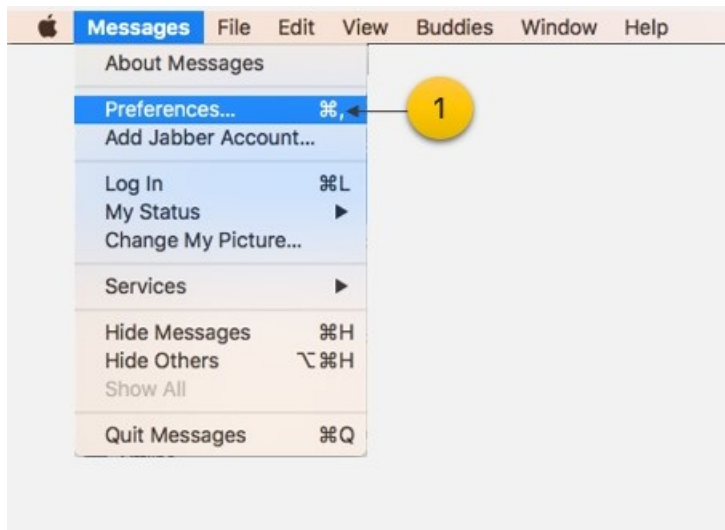 Messages File Edit View Buddies Window Help
About Messages
Preferences... ⌘,
1
Add Jabber Account...
Log In ⌘L
My Status ▶
Change My Picture...
Services ▶
Hide Messages ⌘H
Hide Others ⌥⌘H
Show All
Quit Messages ⌘Q